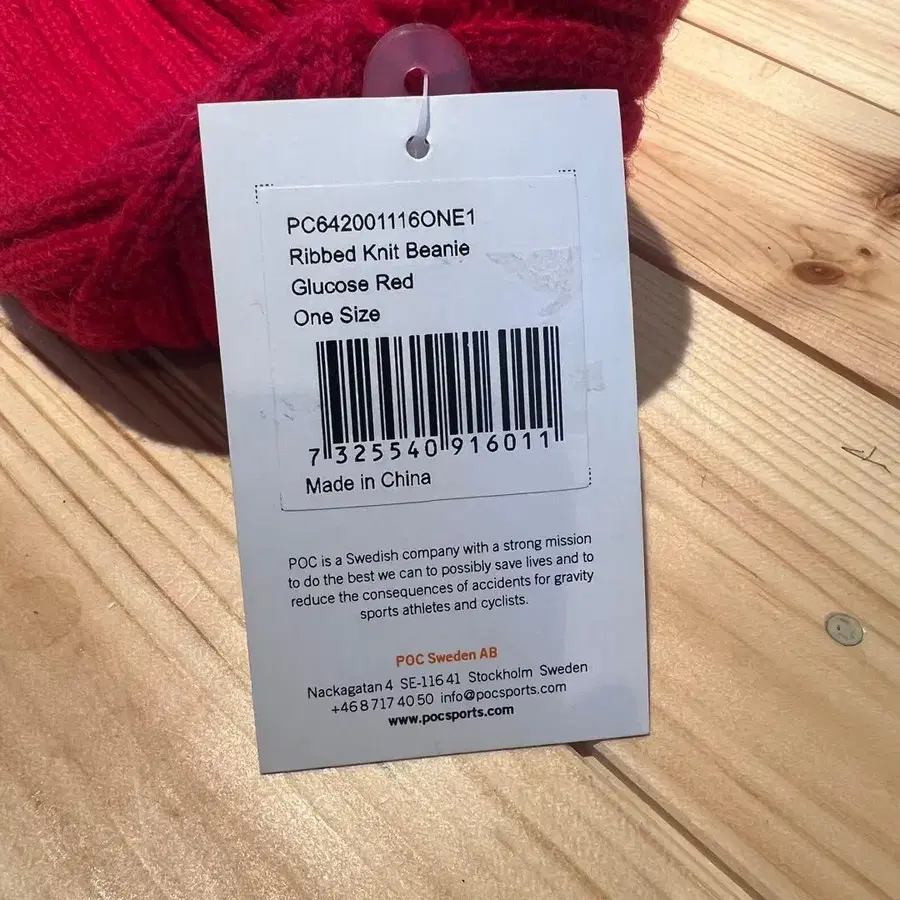 PC642001116ONE1
Ribbed Knit Beanie
Glucose Red
One Size
7 325540 916011
Made in China
POC is a Swedish company with a strong mission
to do the best we can to possibly save lives and to
reduce the consequences of accidents for gravity
sports athletes and cyclists.
POC Sweden AB
Nackagatan 4 SE-116 41 Stockholm Sweden
+46 8 717 40 50 info@pocsports.com
www.pocsports.com